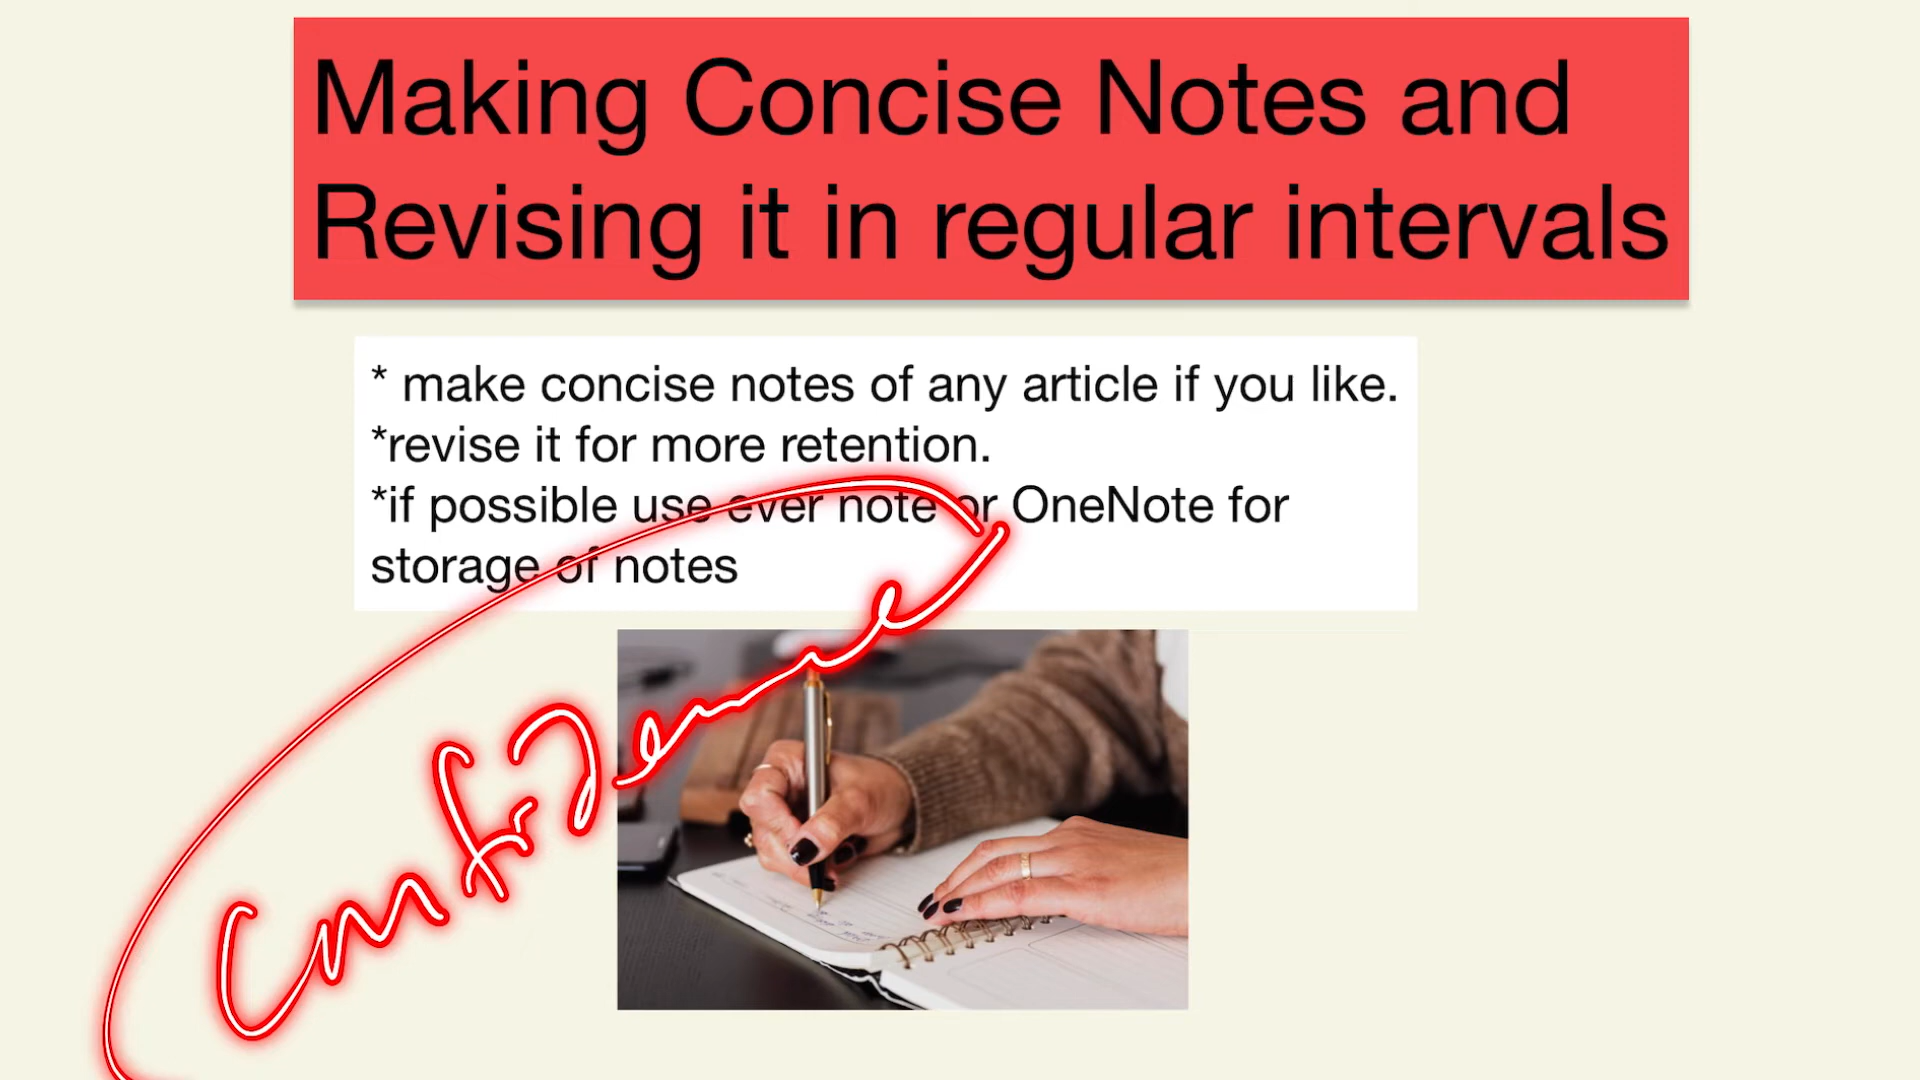 Making Concise Notes and
Revising it in regular intervals
* make concise notes of any article if you like.
*revise it for more retention.
*if possible use ever note or OneNote for
storage of notes
Confidence